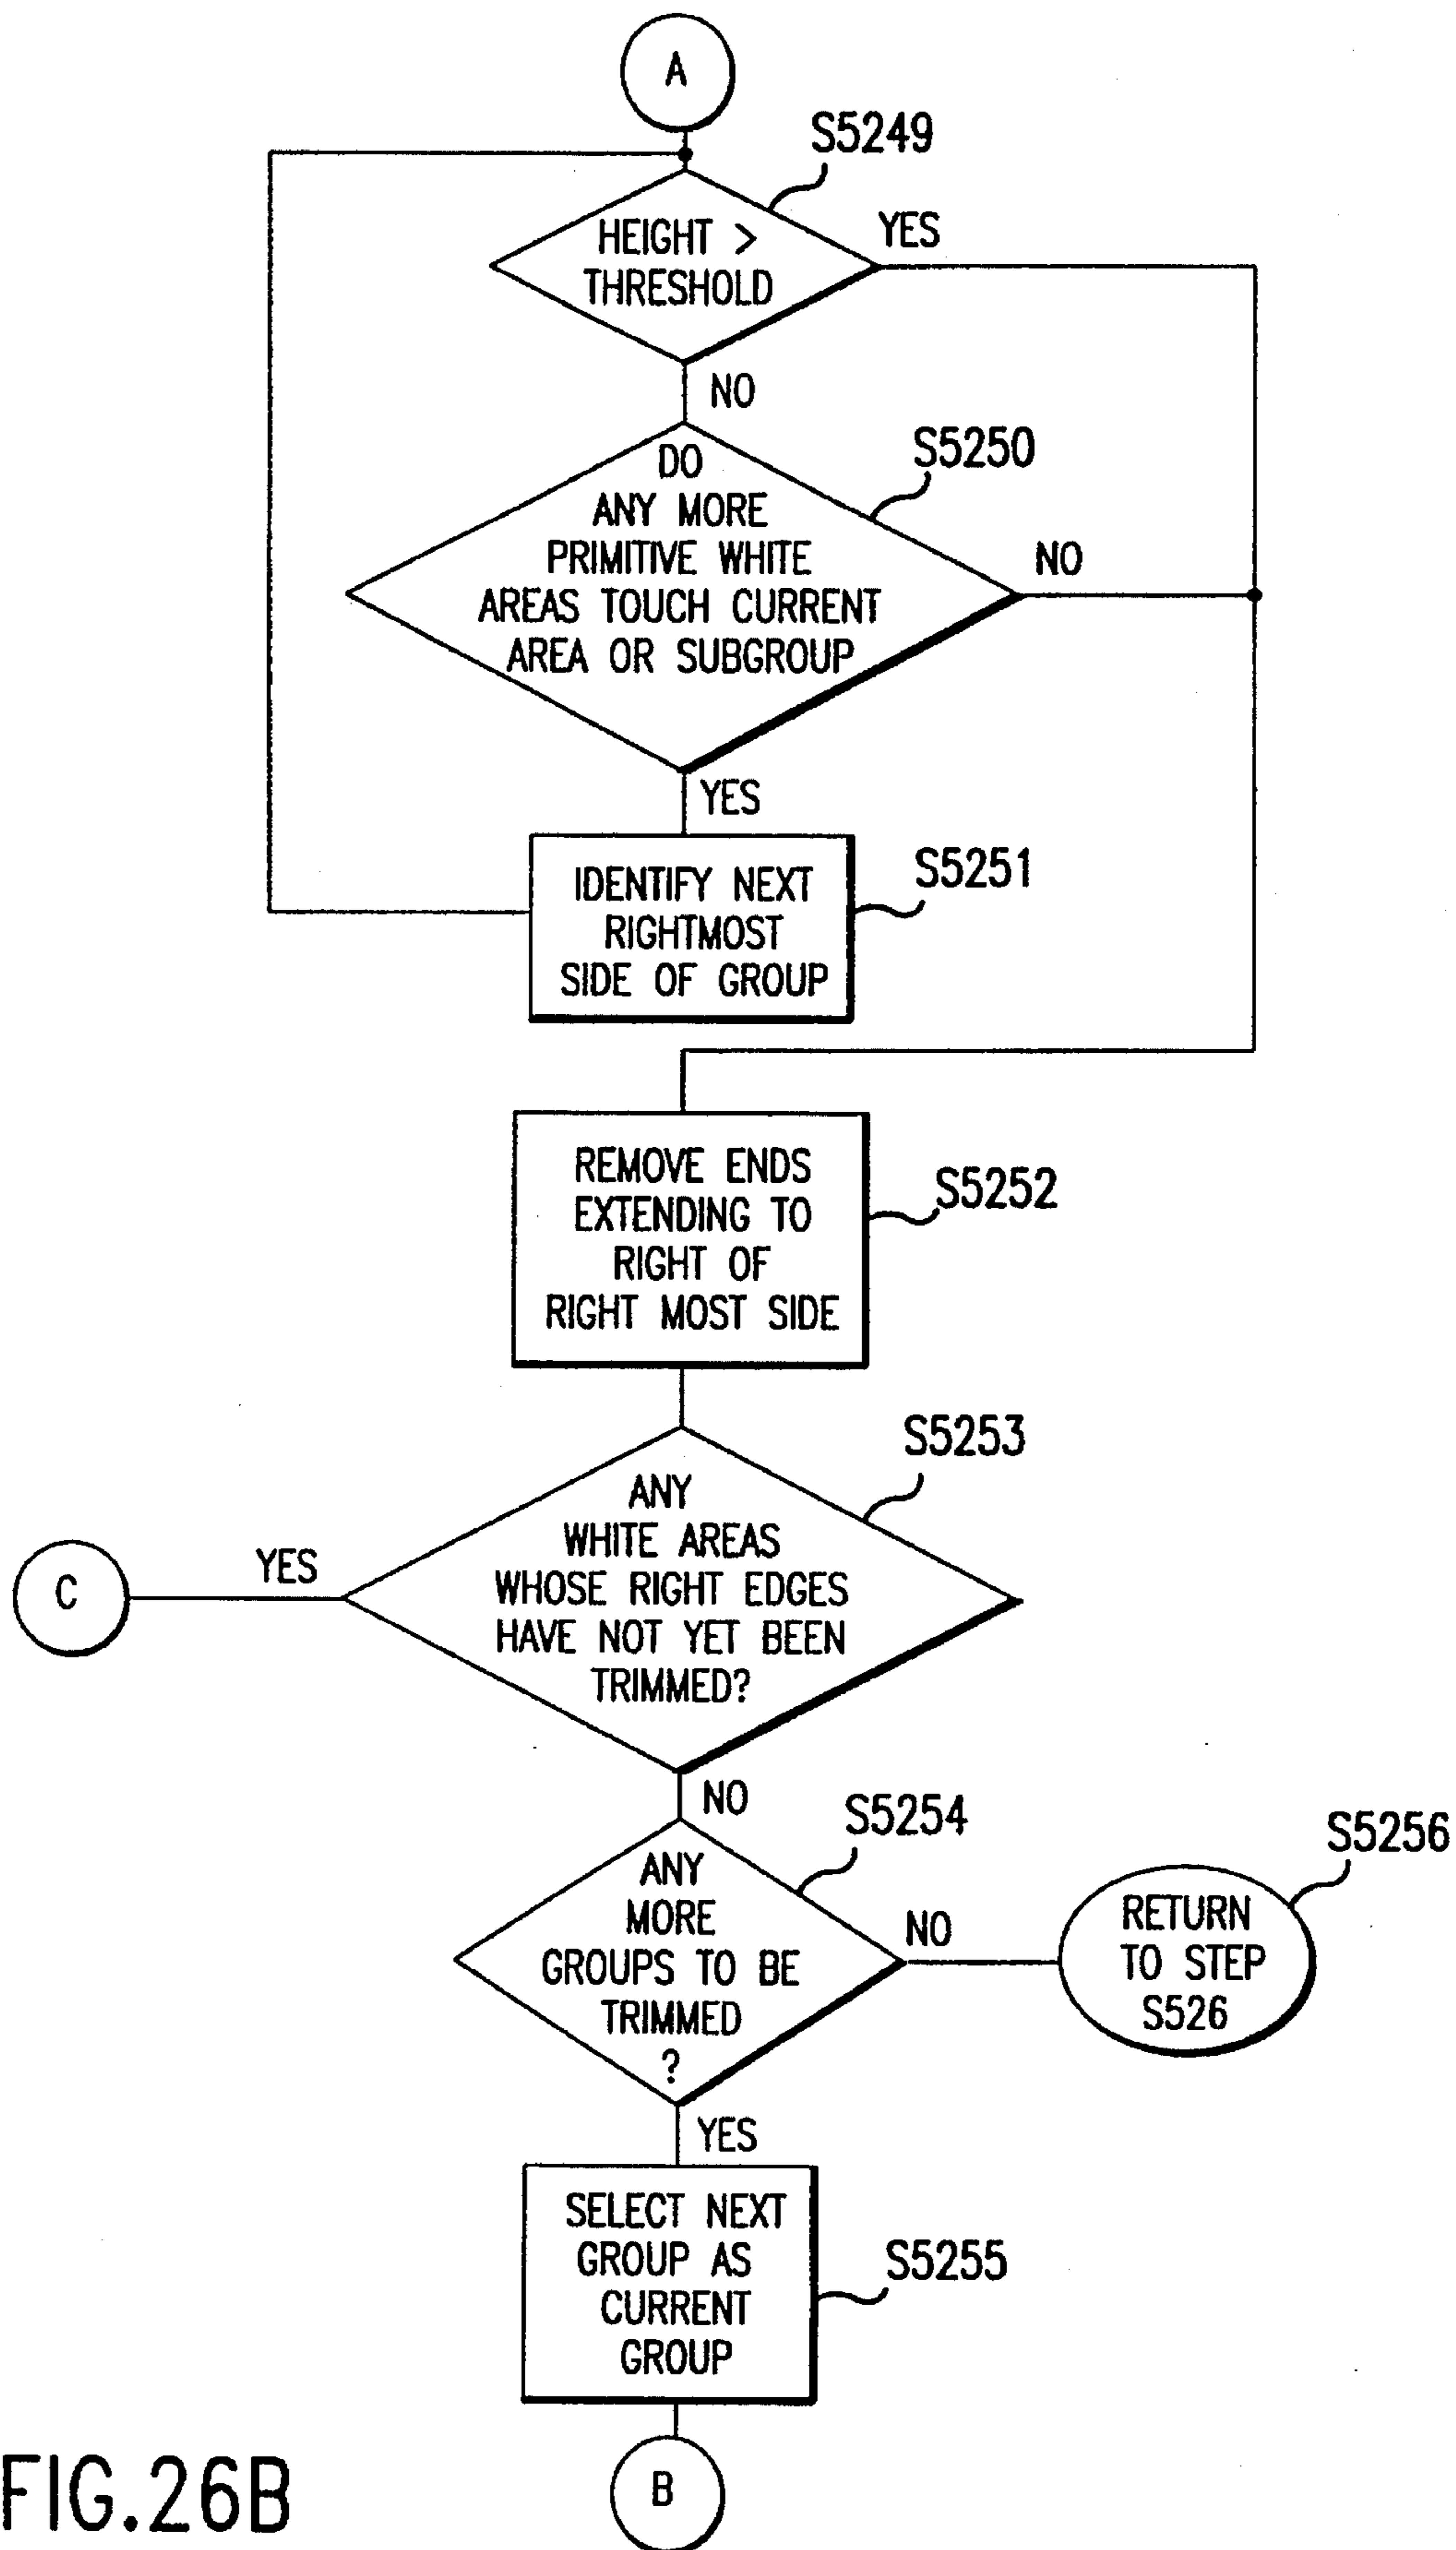 A
S5249
HEIGHT >
THRESHOLD
YES
NO
S5250
DO
ANY MORE
PRIMITIVE WHITE
AREAS TOUCH CURRENT
AREA OR SUBGROUP
NO
YES
S5251
IDENTIFY NEXT
RIGHTMOST
SIDE OF GROUP
REMOVE ENDS
EXTENDING TO
RIGHT OF
RIGHT MOST SIDE
S5252
S5253
ANY
WHITE AREAS
WHOSE RIGHT EDGES
HAVE NOT YET BEEN
TRIMMED?
YES
C
NO
S5254
ANY
MORE
GROUPS TO BE
TRIMMED
?
NO
S5256
RETURN
TO STEP
S526
YES
SELECT NEXT
GROUP AS
CURRENT
GROUP
S5255
B
FIG.26B